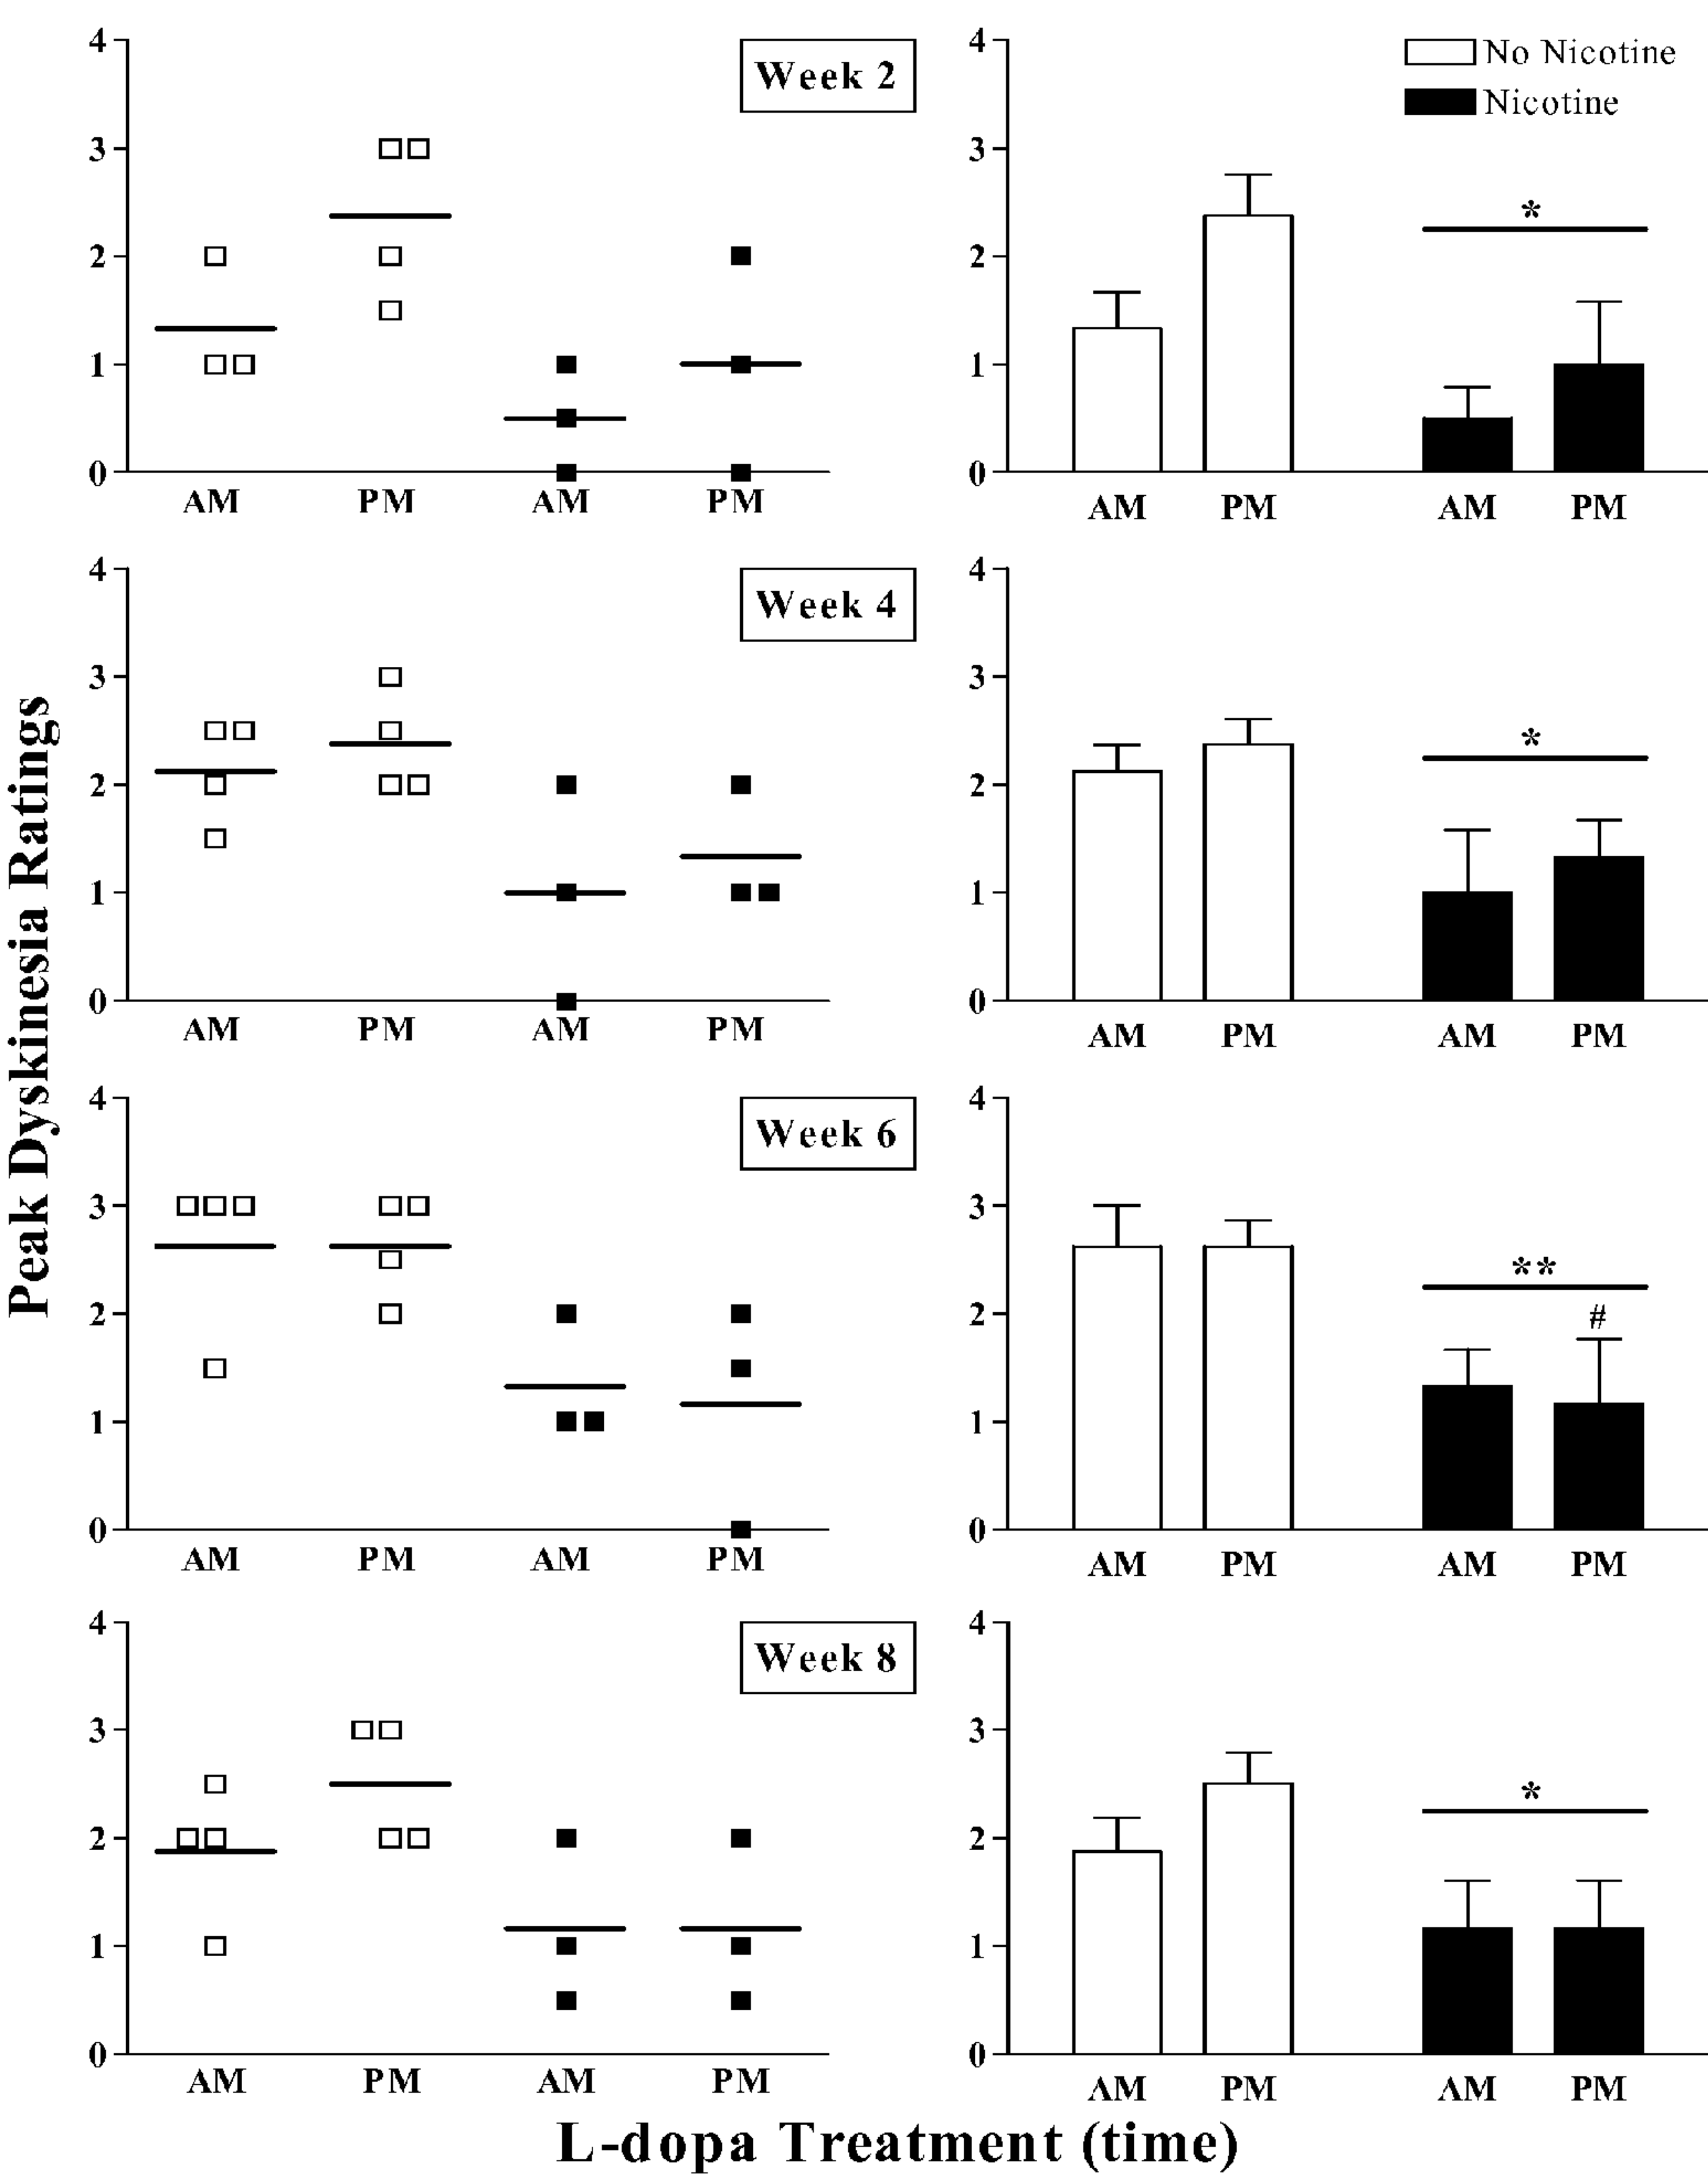 Peak Dyskinesia Ratings
Week 2
4
3
2
1
0
AM PM AM PM
No Nicotine
Nicotine
4
3
2
1
0
*
AM PM AM PM
Week 4
4
3
2
1
0
AM PM AM PM
4
3
2
1
0
*
AM PM AM PM
Week 6
4
3
2
1
0
AM PM AM PM
4
3
2
1
0
**
#
AM PM AM PM
Week 8
4
3
2
1
0
AM PM AM PM
4
3
2
1
0
*
AM PM AM PM
L-dopa Treatment (time)